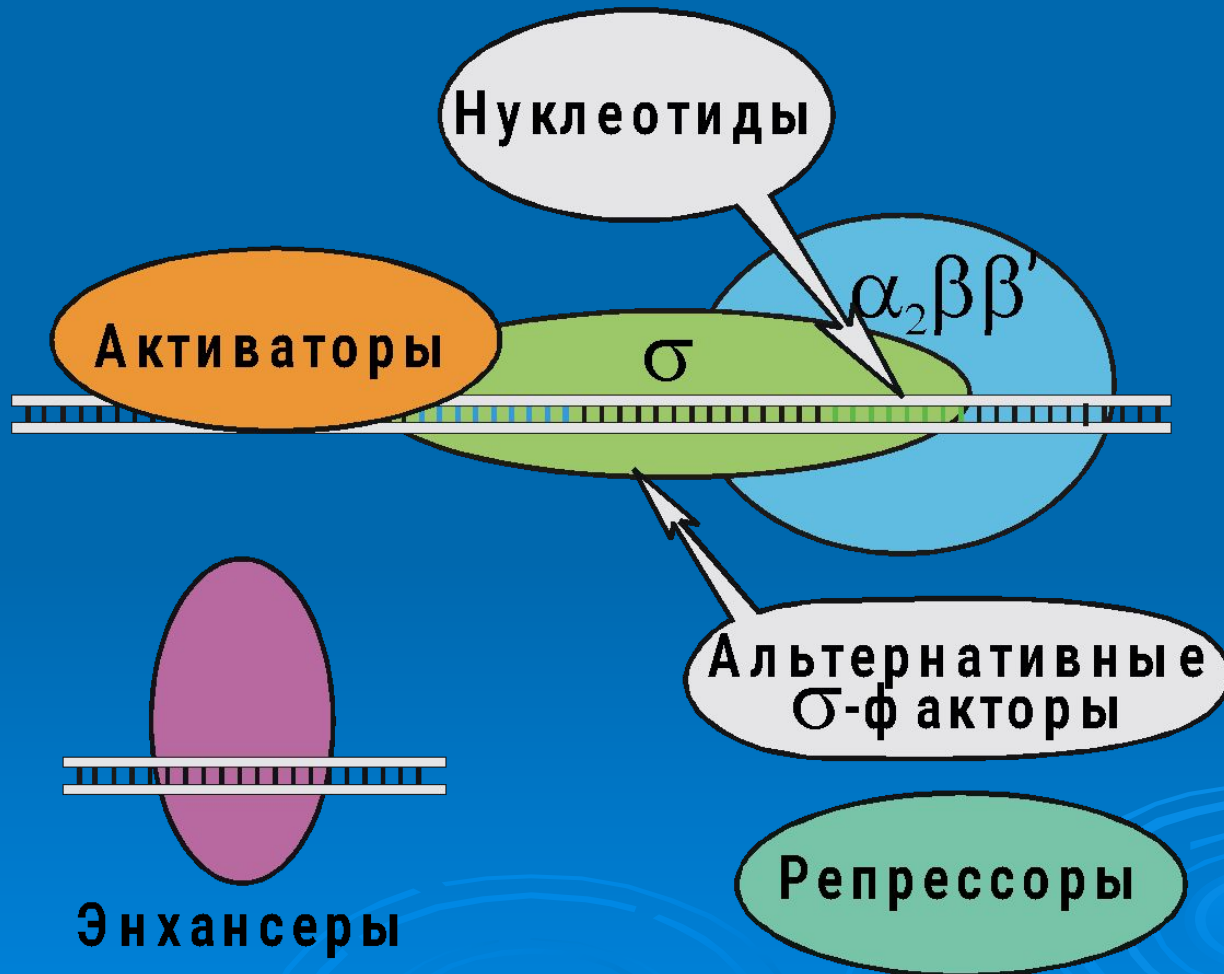 Нуклеотиды
α₂ββ'
Активаторы
σ
Альтернативные
σ-факторы
Репрессоры
Энхансеры